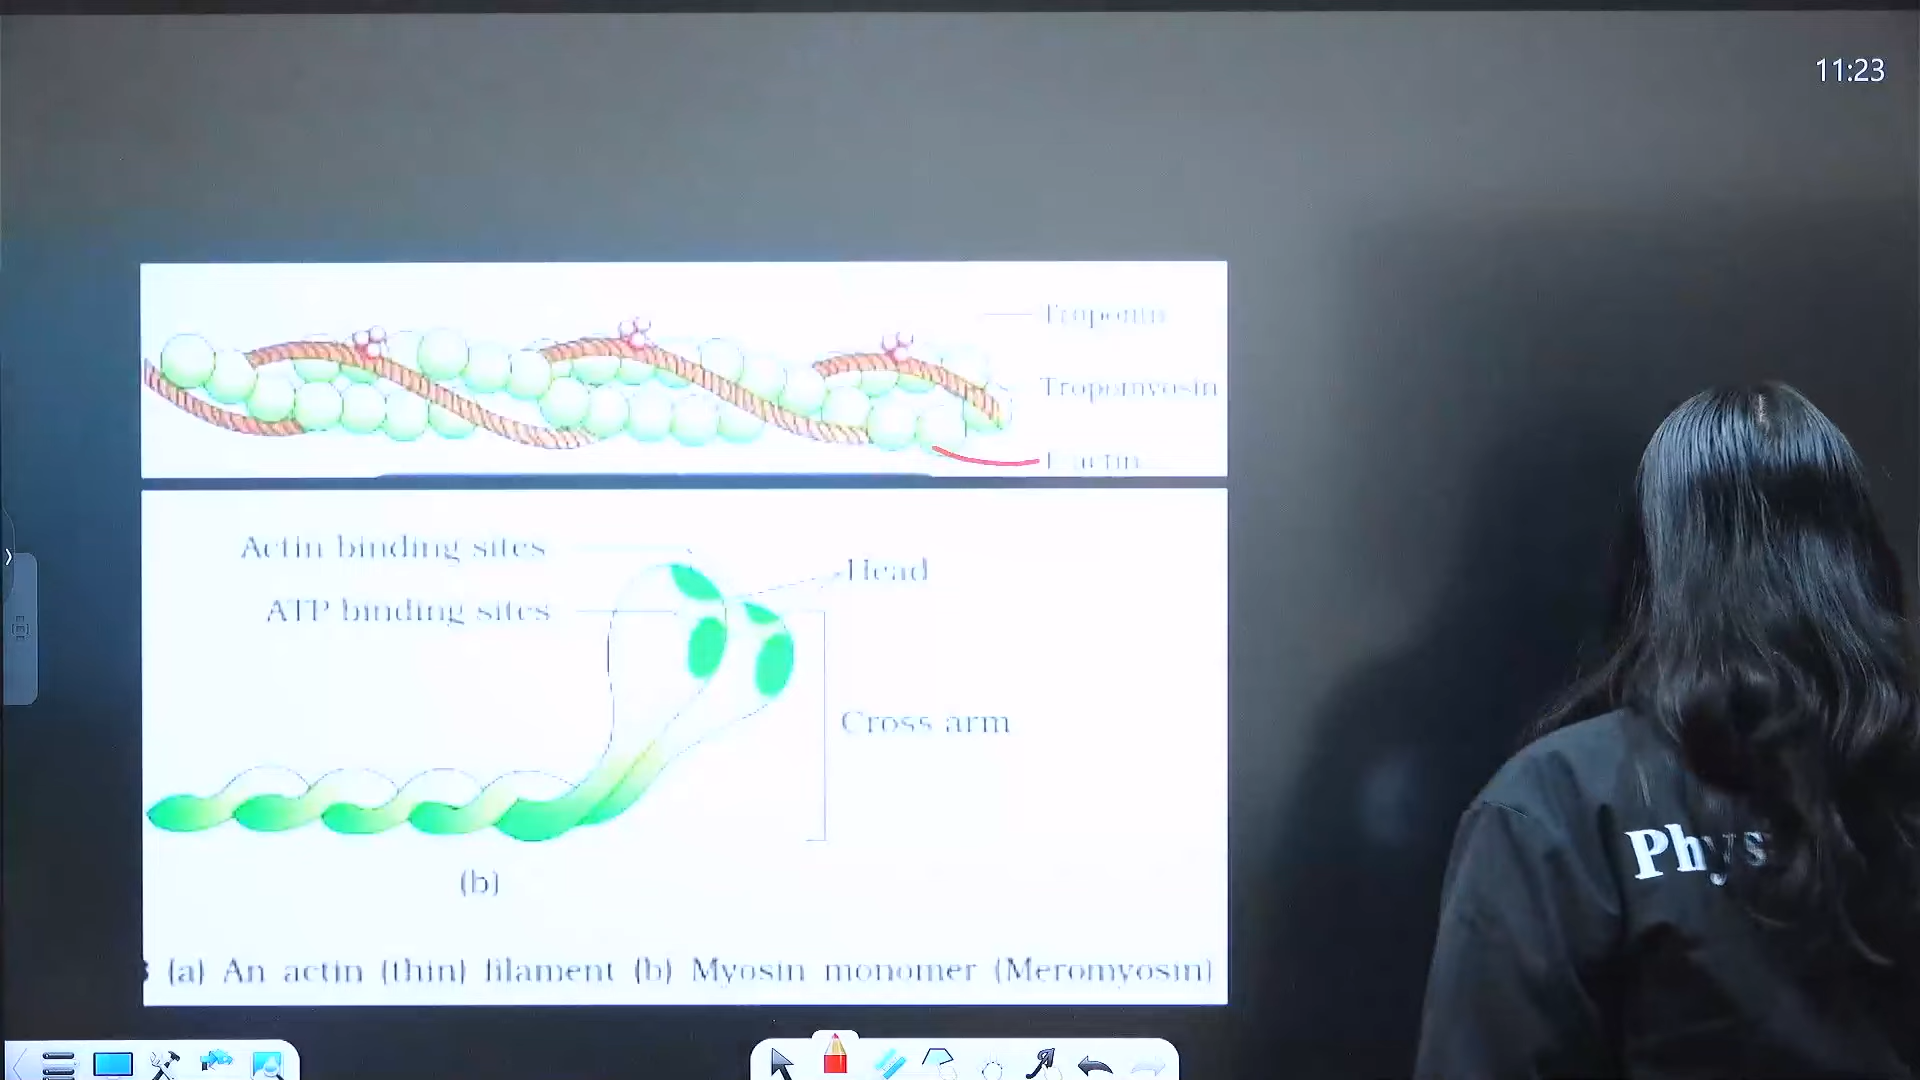 11:23
Troponin
Tropomyosin
F actin
Actin binding sites
Head
ATP binding sites
Cross arm
(b)
(a) An actin (thin) filament (b) Myosin monomer (Meromyosin)
Phys